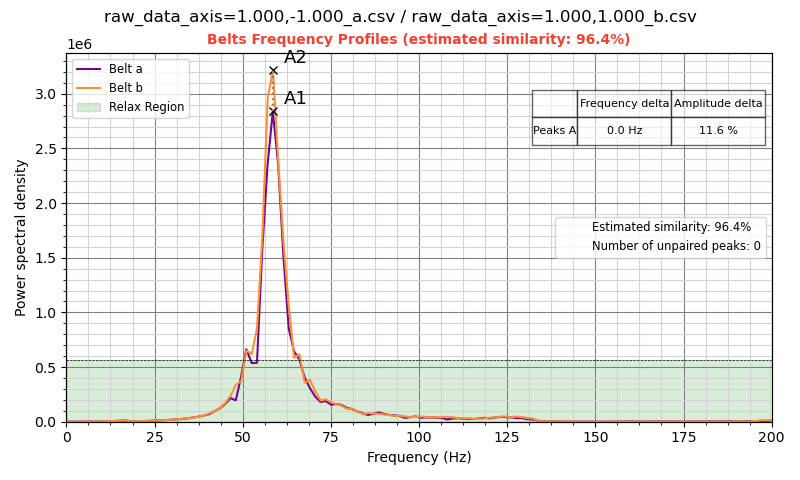 raw_data_axis=1.000,-1.000_a.csv / raw_data_axis=1.000,1.000_b.csv
Belts Frequency Profiles (estimated similarity: 96.4%)
1e6
A2
A1
Belt a
Belt b
Relax Region
Frequency delta Amplitude delta
Peaks A 0.0 Hz 11.6 %
Estimated similarity: 96.4%
Number of unpaired peaks: 0
Power spectral density
3.0
2.5
2.0
1.5
1.0
0.5
0.0
0 25 50 75 100 125 150 175 200
Frequency (Hz)